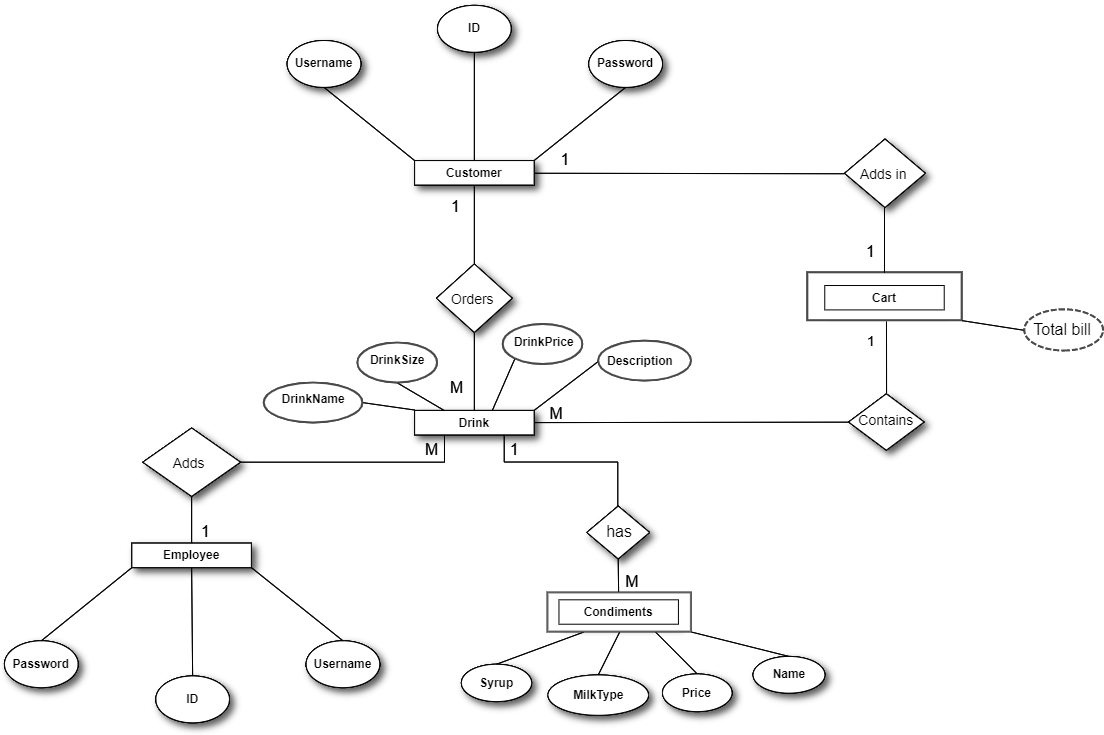 ID
Username
Password
Customer
1
Adds in
1
1
Orders
Cart
Total bill
DrinkPrice
DrinkSize
Description
1
M
DrinkName
Drink
M
Contains
M
1
Adds
1
has
Employee
M
Condiments
Password
Username
ID
Syrup
MilkType
Price
Name